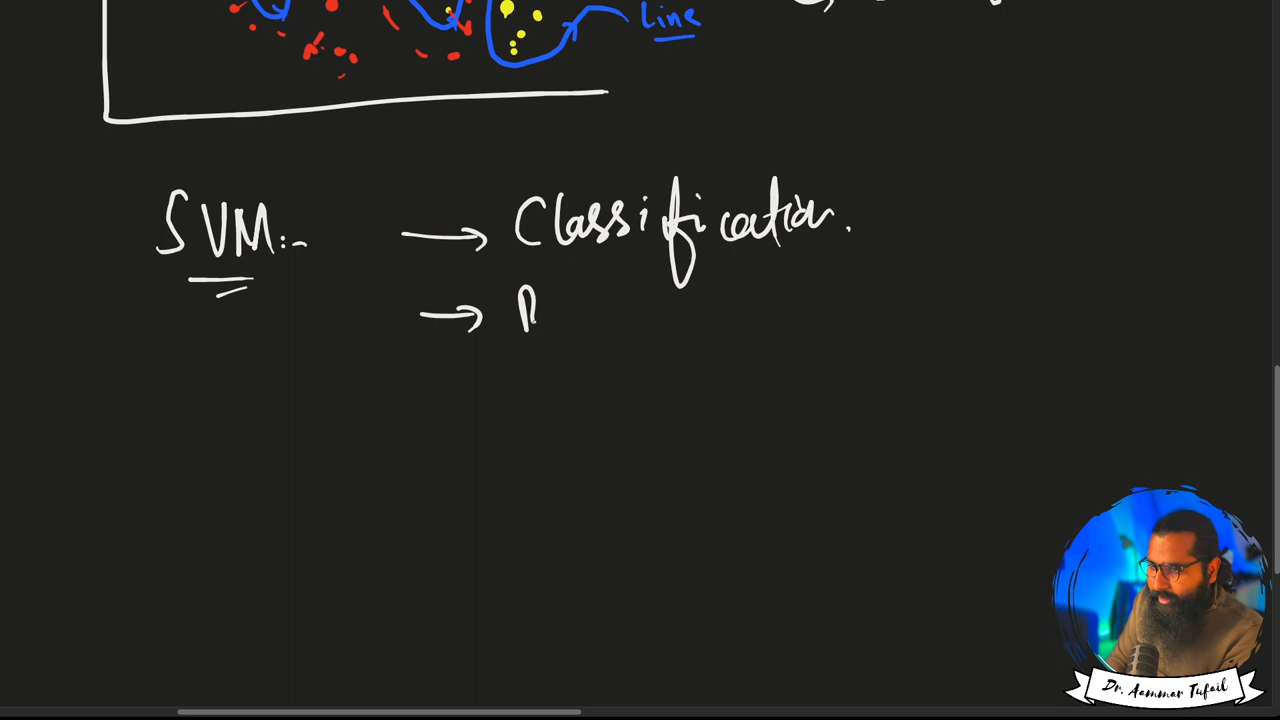 Line
SVM:- → Classification.
→ R
Dr. Aammar Tufail